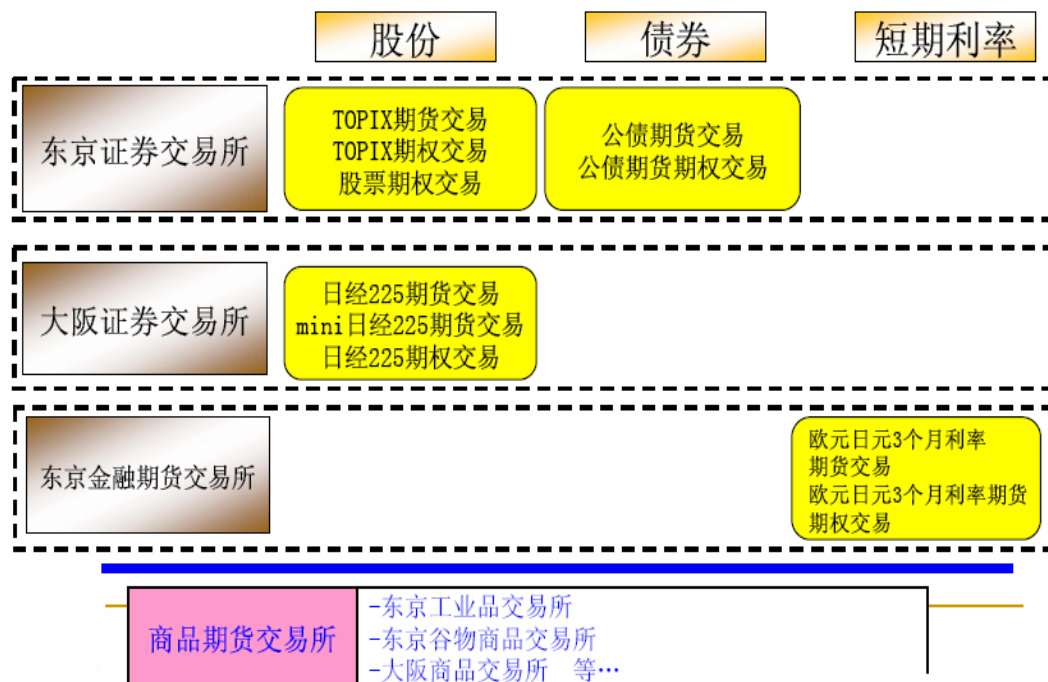 股份
债券
短期利率
东京证券交易所
TOPIX期货交易
TOPIX期权交易
股票期权交易
公债期货交易
公债期货期权交易
大阪证券交易所
日经225期货交易
mini日经225期货交易
日经225期权交易
东京金融期货交易所
欧元日元3个月利率
期货交易
欧元日元3个月利率期货
期权交易
商品期货交易所
-东京工业品交易所
-东京谷物商品交易所
-大阪商品交易所　等…